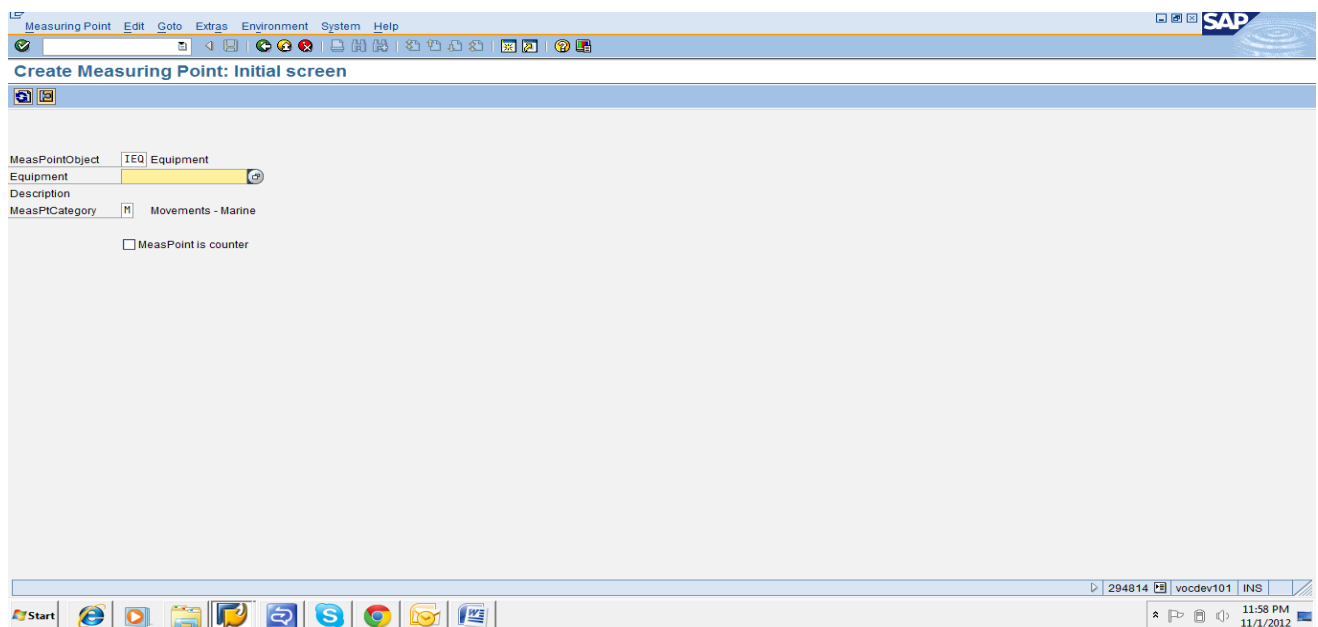 Measuring Point Edit Goto Extras Environment System Help
SAP
Create Measuring Point: Initial screen
MeasPointObject IEQ Equipment
Equipment
Description
MeasPtCategory M Movements - Marine
MeasPoint is counter
294814 vocdev101 INS
Start
11:58 PM
11/1/2012